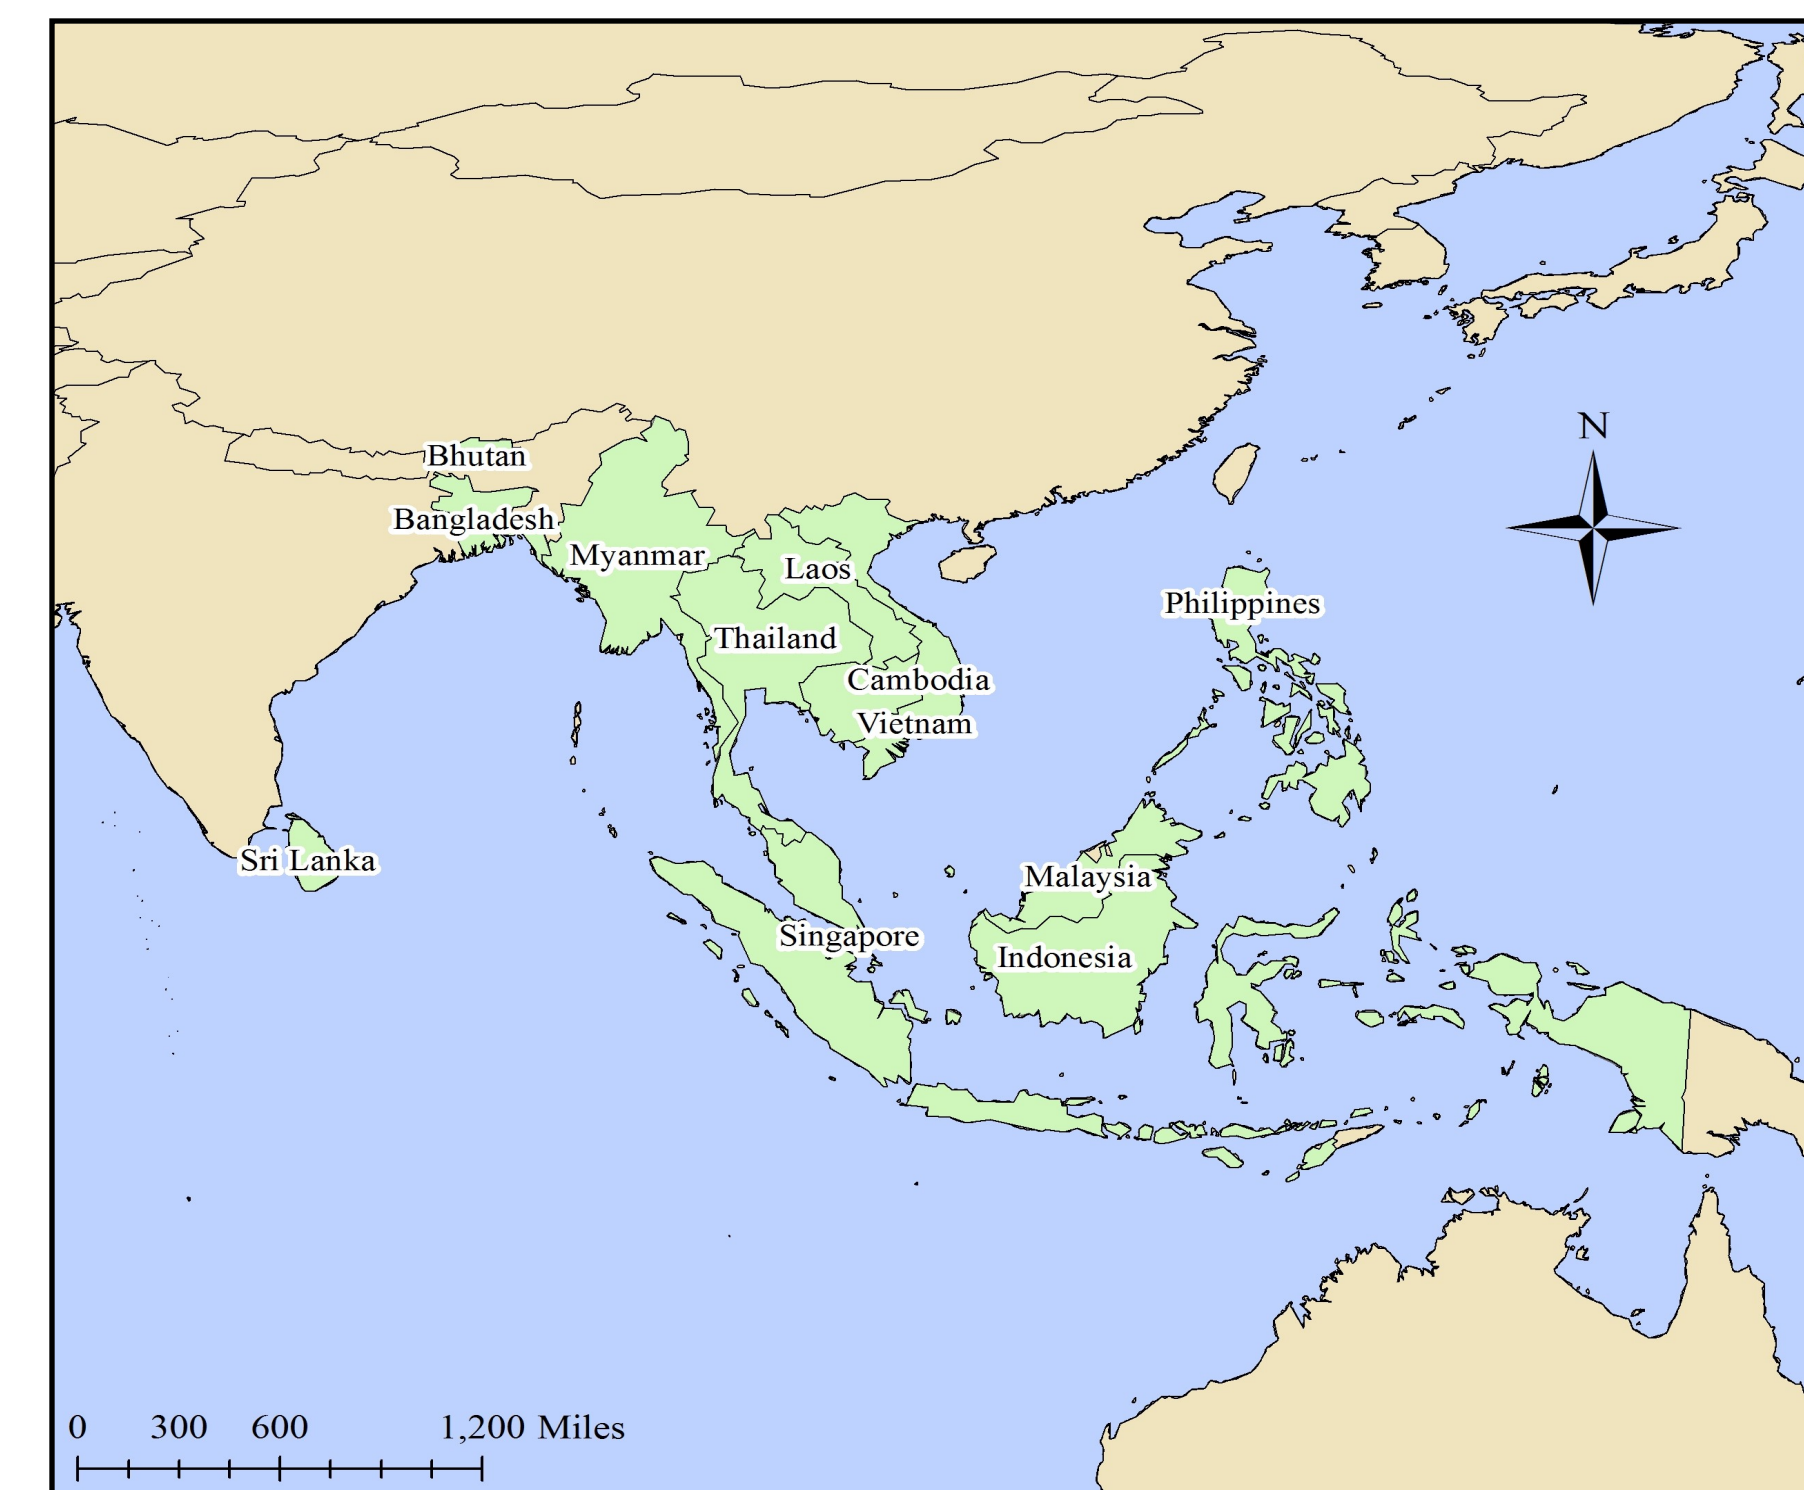 N
Bhutan
Bangladesh
Myanmar
Laos
Philippines
Thailand
Cambodia
Vietnam
Sri Lanka
Malaysia
Singapore
Indonesia
0 300 600 1,200 Miles